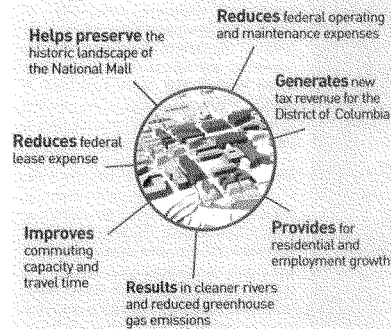 Reduces federal operating
and maintenance expenses
Helps preserve the
historic landscape of
the National Mall
Generates new
tax revenue for the
District of Columbia
Reduces federal
lease expense
Improves
commuting
capacity and
travel time
Provides for
residential and
employment growth
Results in cleaner rivers
and reduced greenhouse
gas emissions